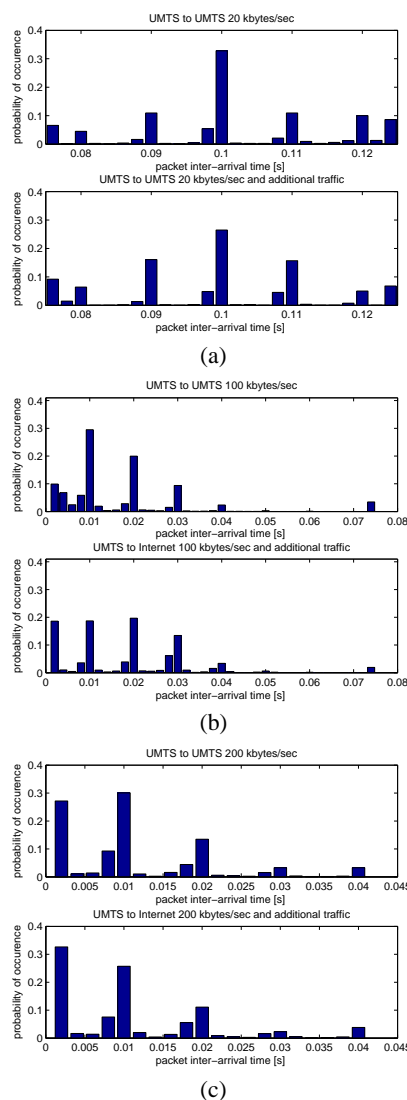 UMTS to UMTS 20 kbytes/sec
probability of occurence
0.4
0.3
0.2
0.1
0
0.08 0.09 0.1 0.11 0.12
packet inter-arrival time [s]
UMTS to UMTS 20 kbytes/sec and additional traffic
probability of occurence
0.4
0.3
0.2
0.1
0
0.08 0.09 0.1 0.11 0.12
packet inter-arrival time [s]
(a)
UMTS to UMTS 100 kbytes/sec
probability of occurence
0.4
0.3
0.2
0.1
0
0 0.01 0.02 0.03 0.04 0.05 0.06 0.07 0.08
packet inter-arrival time [s]
UMTS to Internet 100 kbytes/sec and additional traffic
probability of occurence
0.4
0.3
0.2
0.1
0
0 0.01 0.02 0.03 0.04 0.05 0.06 0.07 0.08
packet inter-arrival time [s]
(b)
UMTS to UMTS 200 kbytes/sec
probability of occurence
0.4
0.3
0.2
0.1
0
0 0.005 0.01 0.015 0.02 0.025 0.03 0.035 0.04 0.045
packet inter-arrival time [s]
UMTS to Internet 200 kbytes/sec and additional traffic
probability of occurence
0.4
0.3
0.2
0.1
0
0 0.005 0.01 0.015 0.02 0.025 0.03 0.035 0.04 0.045
packet inter-arrival time [s]
(c)